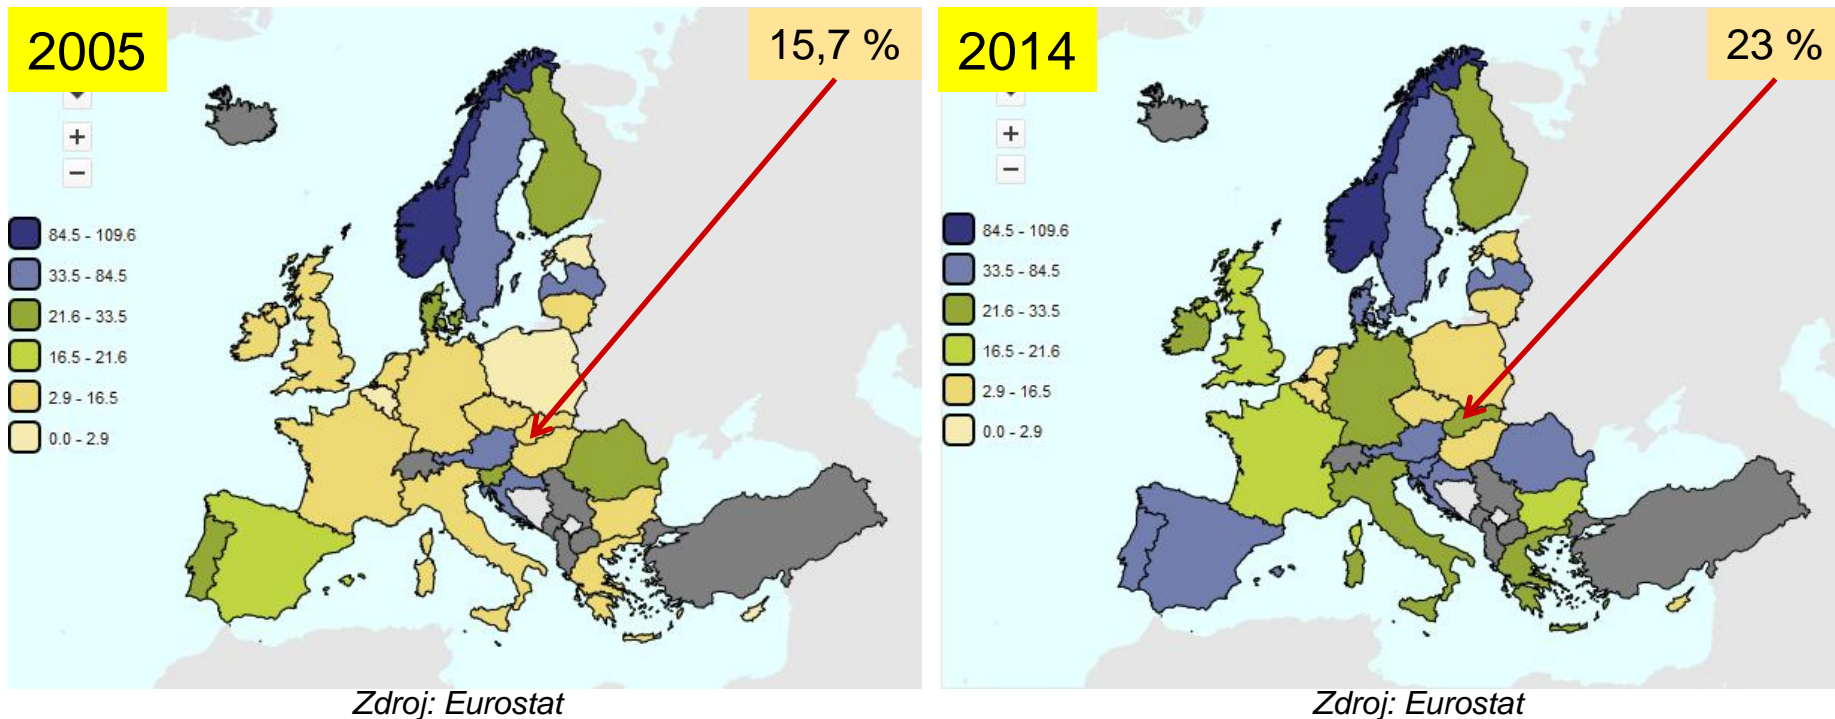 2005
15,7 %
+
−
84.5 - 109.6
33.5 - 84.5
21.6 - 33.5
16.5 - 21.6
2.9 - 16.5
0.0 - 2.9
Zdroj: Eurostat
2014
23 %
+
−
84.5 - 109.6
33.5 - 84.5
21.6 - 33.5
16.5 - 21.6
2.9 - 16.5
0.0 - 2.9
Zdroj: Eurostat